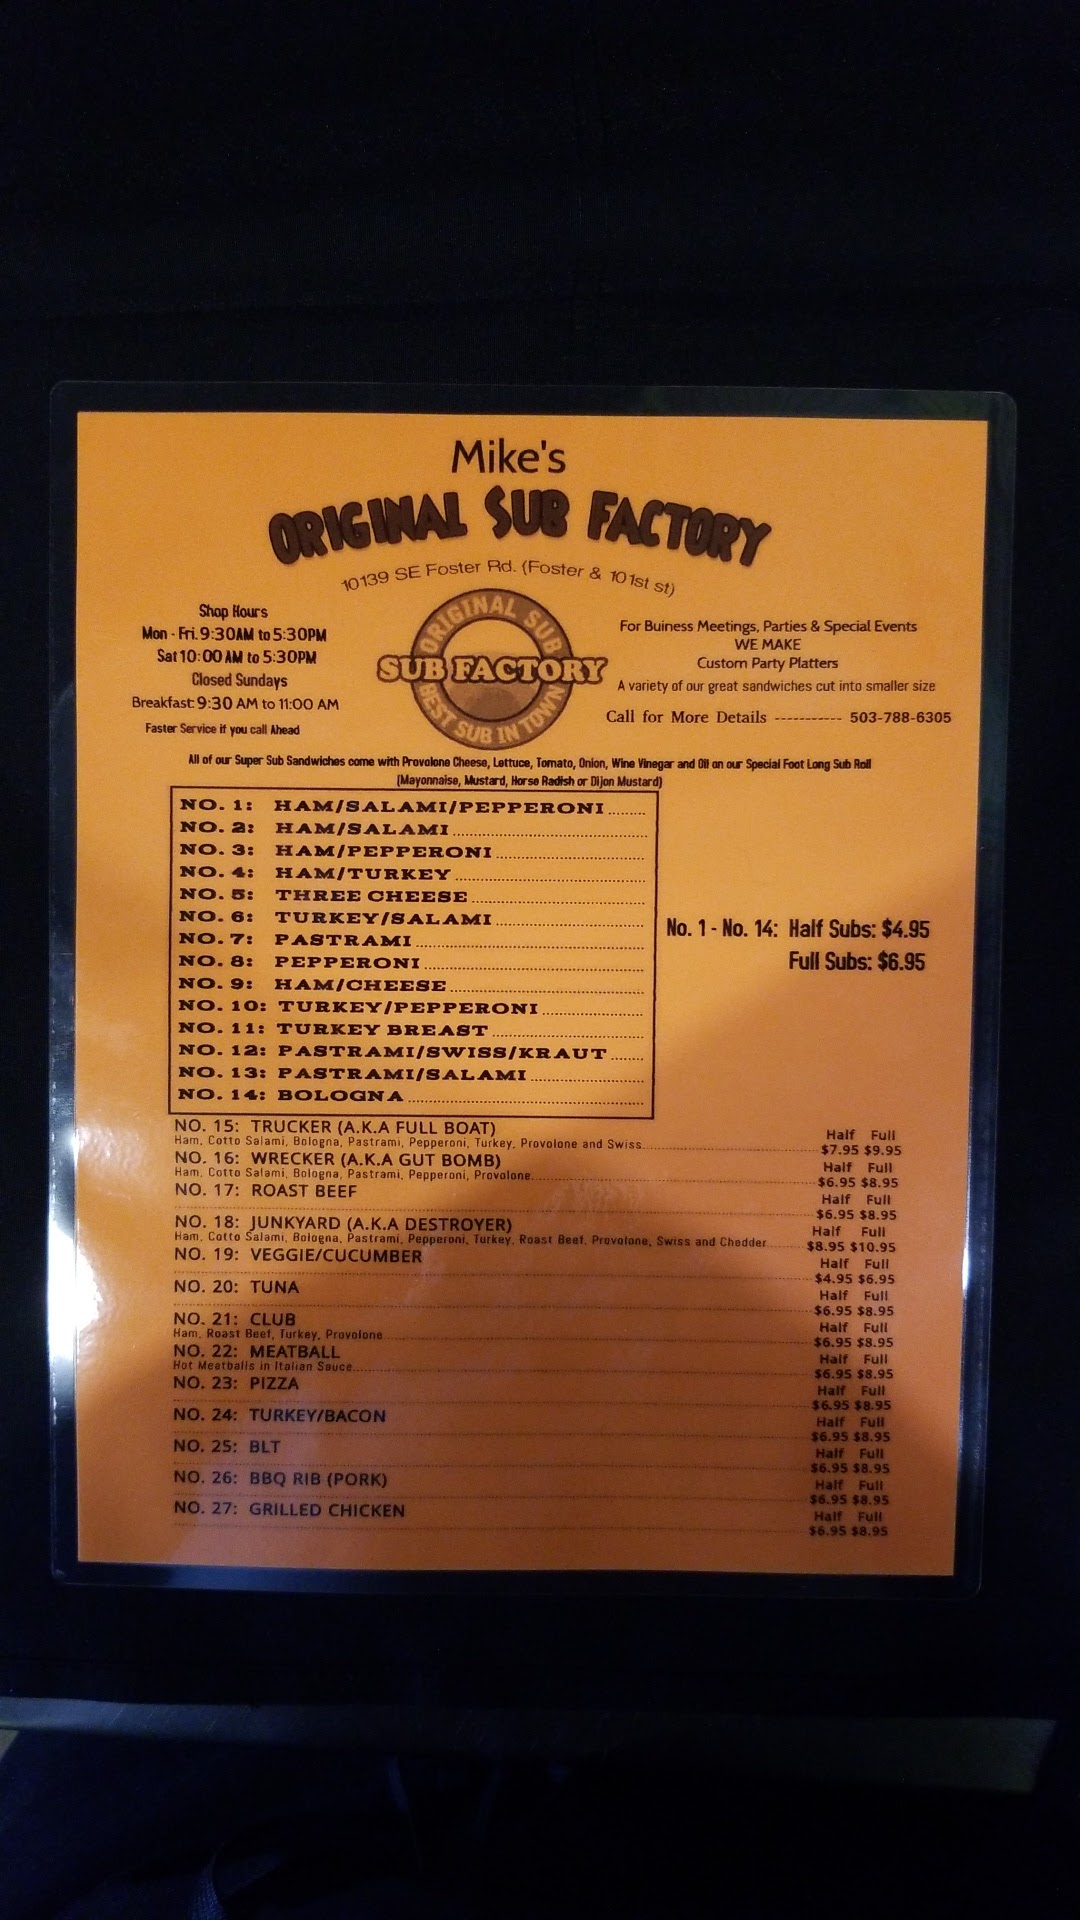 Mike's
ORIGINAL SUB FACTORY
10139 SE Foster Rd. (Foster & 101st st)
Shop Hours
Mon - Fri. 9:30AM to 5:30PM
Sat 10:00 AM to 5:30PM
Closed Sundays
Breakfast: 9:30 AM to 11:00 AM
Faster Service if you call Ahead
ORIGINAL SUB
SUB FACTORY
BEST SUB IN TOWN
For Buiness Meetings, Parties & Special Events
WE MAKE
Custom Party Platters
A variety of our great sandwiches cut into smaller size
Call for More Details ----------- 503-788-6305
All of our Super Sub Sandwiches come with Provolone Cheese, Lettuce, Tomato, Onion, Wine Vinegar and Oil on our Special Foot Long Sub Roll
(Mayonnaise, Mustard, Horse Radish or Dijon Mustard)
NO. 1: HAM/SALAMI/PEPPERONI
NO. 2: HAM/SALAMI
NO. 3: HAM/PEPPERONI
NO. 4: HAM/TURKEY
NO. 5: THREE CHEESE
NO. 6: TURKEY/SALAMI
NO. 7: PASTRAMI
NO. 8: PEPPERONI
NO. 9: HAM/CHEESE
NO. 10: TURKEY/PEPPERONI
NO. 11: TURKEY BREAST
NO. 12: PASTRAMI/SWISS/KRAUT
NO. 13: PASTRAMI/SALAMI
NO. 14: BOLOGNA
No. 1 - No. 14: Half Subs: $4.95
Full Subs: $6.95
NO. 15: TRUCKER (A.K.A FULL BOAT)
Half Full
Ham, Cotto Salami, Bologna, Pastrami, Pepperoni, Turkey, Provolone and Swiss $7.95 $9.95
NO. 16: WRECKER (A.K.A GUT BOMB)
Half Full
Ham, Cotto Salami, Bologna, Pastrami, Pepperoni, Provolone $6.95 $8.95
NO. 17: ROAST BEEF
Half Full
$6.95 $8.95
NO. 18: JUNKYARD (A.K.A DESTROYER)
Half Full
Ham, Cotto Salami, Bologna, Pastrami, Pepperoni, Turkey, Roast Beef, Provolone, Swiss and Chedder $8.95 $10.95
NO. 19: VEGGIE/CUCUMBER
Half Full
$4.95 $6.95
NO. 20: TUNA
Half Full
$6.95 $8.95
NO. 21: CLUB
Half Full
Ham, Roast Beef, Turkey, Provolone $6.95 $8.95
NO. 22: MEATBALL
Half Full
Hot Meatballs in Italian Sauce $6.95 $8.95
NO. 23: PIZZA
Half Full
$6.95 $8.95
NO. 24: TURKEY/BACON
Half Full
$6.95 $8.95
NO. 25: BLT
Half Full
$6.95 $8.95
NO. 26: BBQ RIB (PORK)
Half Full
$6.95 $8.95
NO. 27: GRILLED CHICKEN
Half Full
$6.95 $8.95